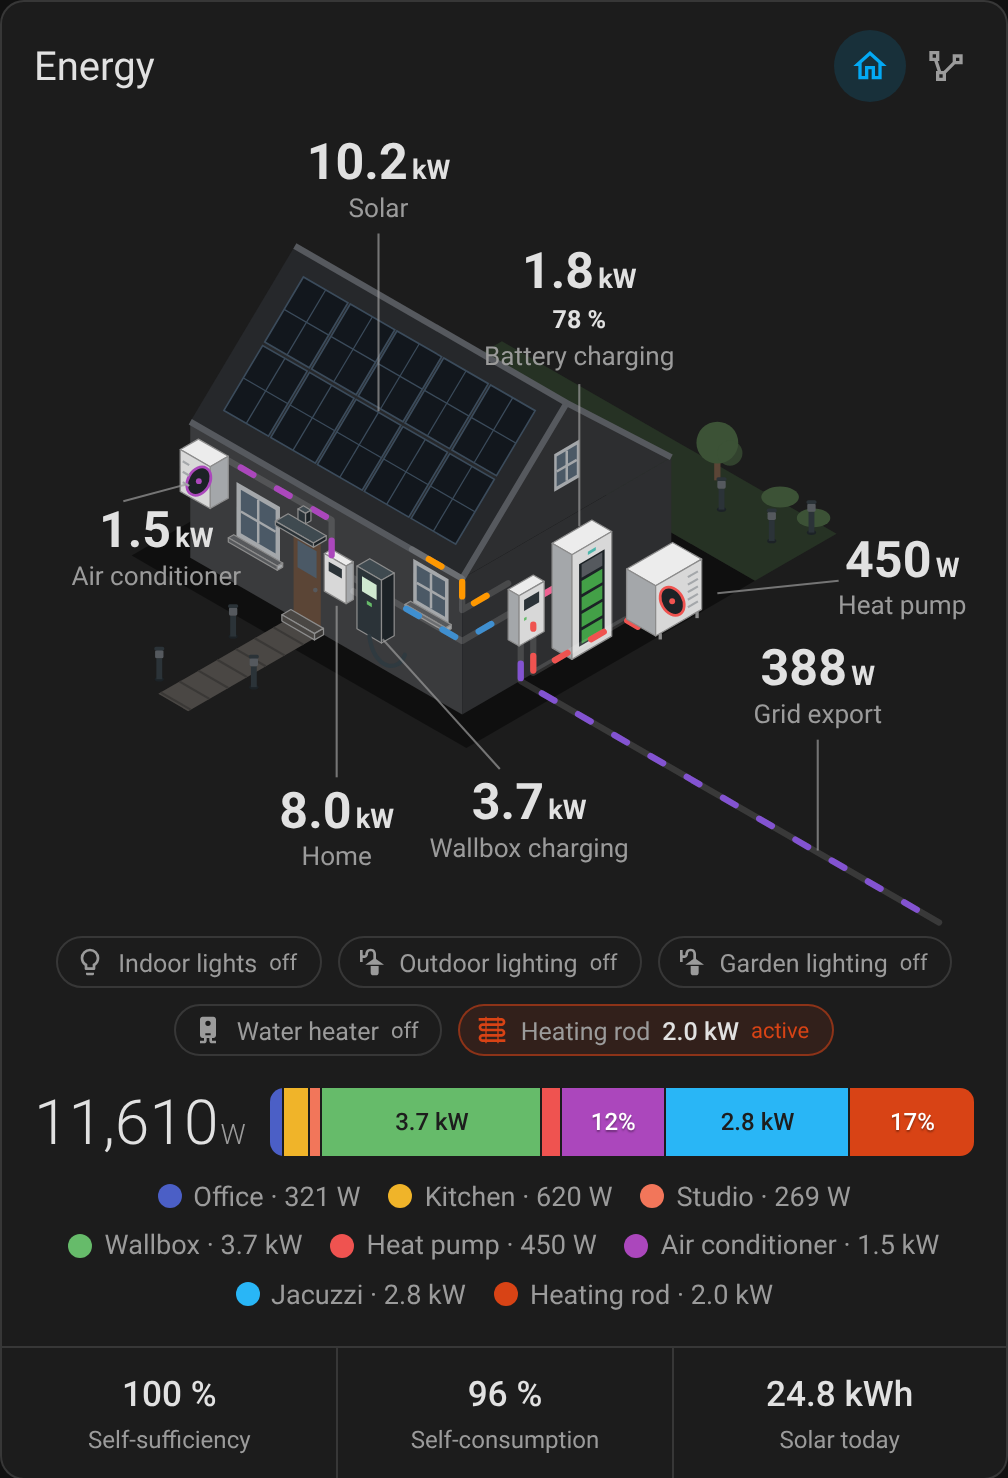 Energy
10.2 kW
Solar
1.8 kW
78 %
Battery charging
1.5 kW
Air conditioner
450 W
Heat pump
388 W
Grid export
8.0 kW
Home
3.7 kW
Wallbox charging
Indoor lights off
Outdoor lighting off
Garden lighting off
Water heater off
Heating rod 2.0 kW active
11,610 W
3.7 kW
12%
2.8 kW
17%
Office · 321 W
Kitchen · 620 W
Studio · 269 W
Wallbox · 3.7 kW
Heat pump · 450 W
Air conditioner · 1.5 kW
Jacuzzi · 2.8 kW
Heating rod · 2.0 kW
100 %
Self-sufficiency
96 %
Self-consumption
24.8 kWh
Solar today